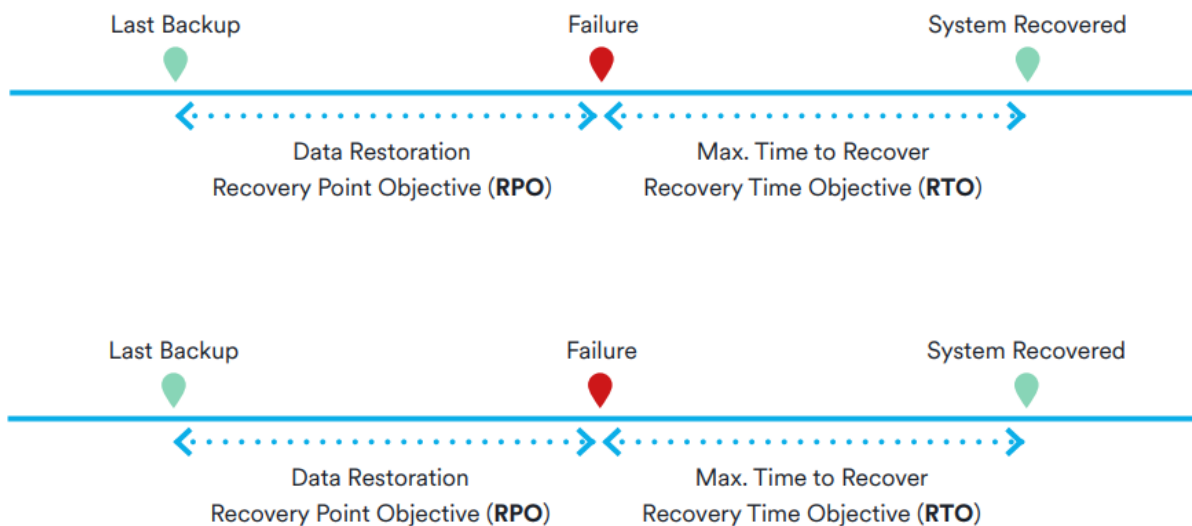 Last Backup
Failure
System Recovered
Data Restoration
Recovery Point Objective (RPO)
Max. Time to Recover
Recovery Time Objective (RTO)
Last Backup
Failure
System Recovered
Data Restoration
Recovery Point Objective (RPO)
Max. Time to Recover
Recovery Time Objective (RTO)